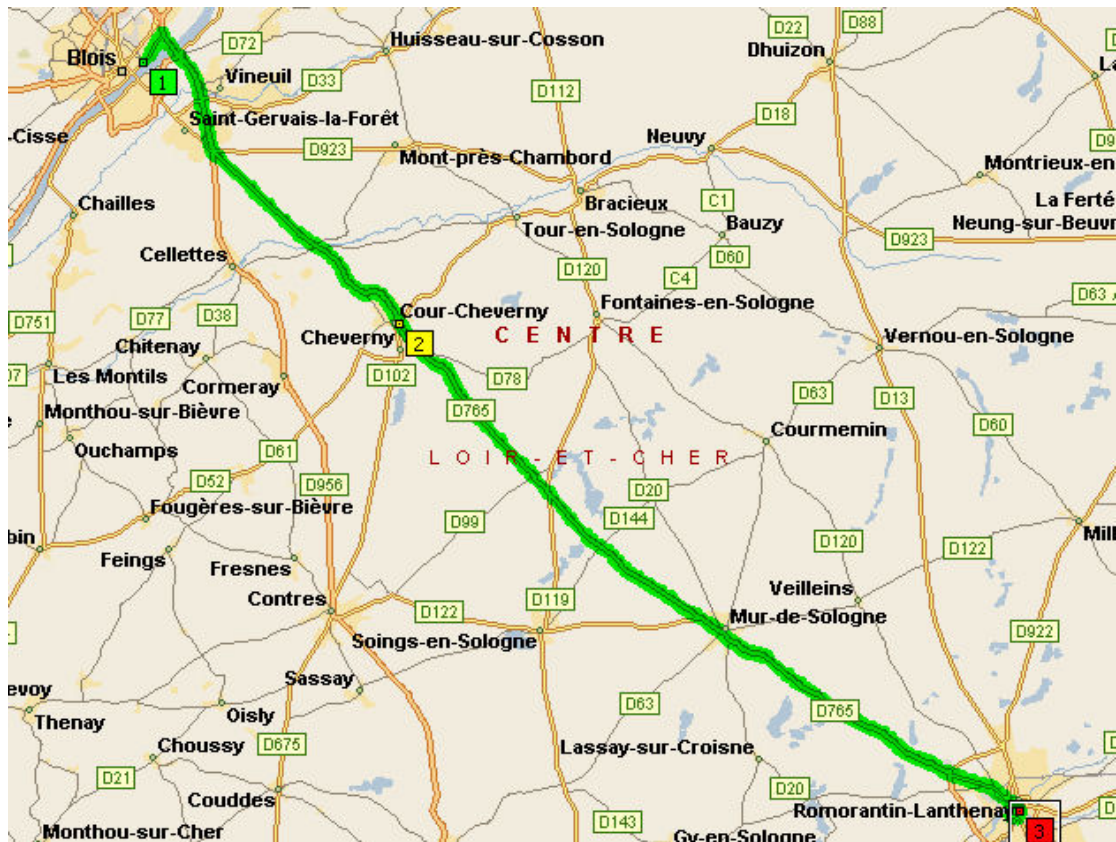 D22
D88
D72
Huisseau-sur-Cosson
Blois
Dhuizon
1
Vineuil
D33
D112
Saint-Gervais-la-Forêt
D18
-Cisse
Neuvy
D923
Mont-près-Chambord
Montrieux-en
Bracieux
C1
La Ferté
Chailles
Tour-en-Sologne
Bauzy
Neung-sur-Beuvr
D923
Cellettes
D60
D120
C4
D77
D38
Cour-Cheverny
Fontaines-en-Sologne
D63
D751
Cheverny
2
CENTRE
Chitenay
Vernou-en-Sologne
Les Montils
D102
D78
Cormeray
D63
D13
Monthou-sur-Bièvre
D765
D60
Ouchamps
D61
Courmemin
LOIR-ET-CHER
D52
D956
D20
Fougères-sur-Bièvre
D99
D144
Mill
bin
Feings
Fresnes
D120
D122
Contres
Veilleins
D122
D119
Mur-de-Sologne
Soings-en-Sologne
D922
Sassay
evoy
D63
Thenay
Oisly
D765
Choussy
D675
Lassay-sur-Croisne
D21
D20
Couddes
Romorantin-Lanthenay
D143
Monthou-sur-Cher
Gy-en-Sologne
3